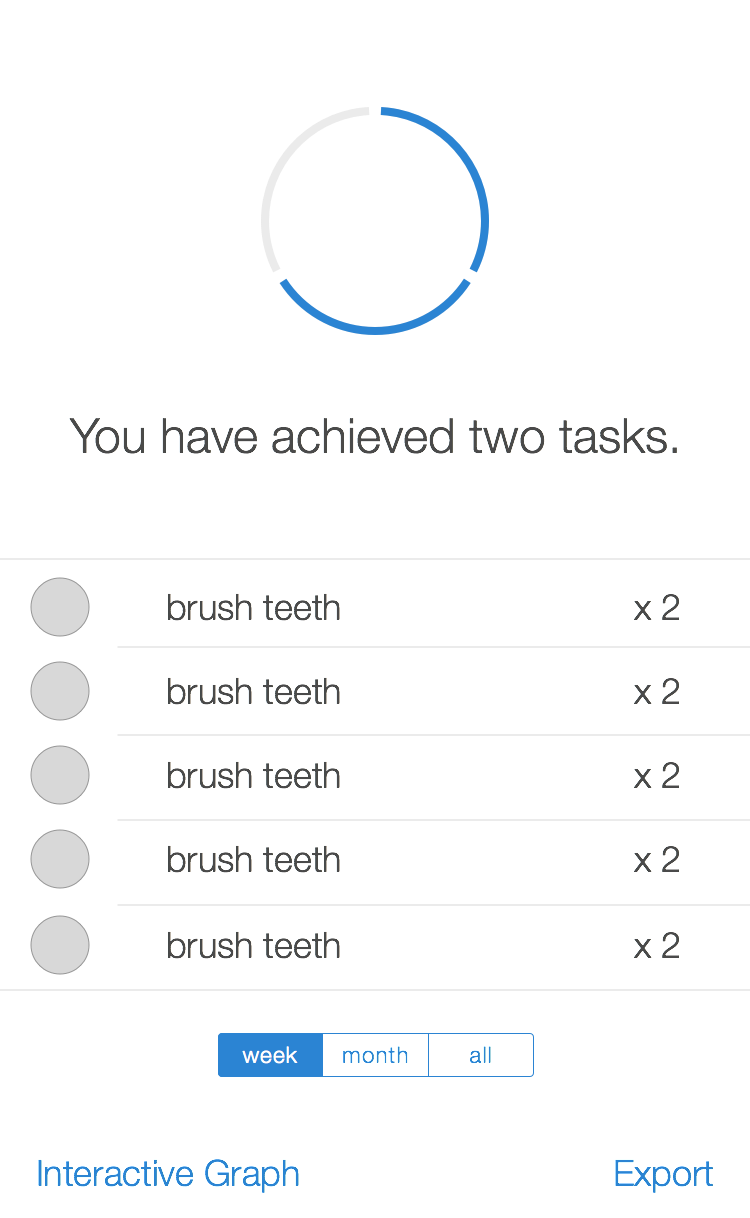 You have achieved two tasks.
brush teeth x 2
brush teeth x 2
brush teeth x 2
brush teeth x 2
brush teeth x 2
week month all
Interactive Graph Export